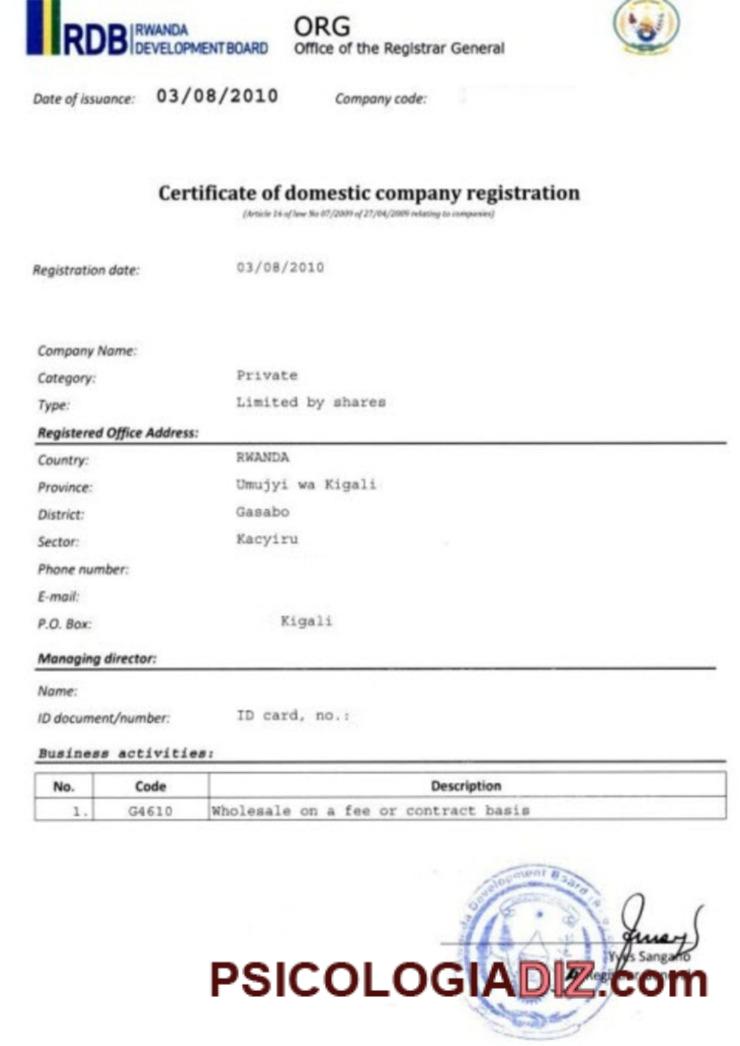 RDB RWANDA DEVELOPMENT BOARD
ORG
Office of the Registrar General
Date of issuance: 03/08/2010 Company code:
Certificate of domestic company registration
(Article 16 of law No 07/2009 of 27/04/2009 relating to companies)
Registration date: 03/08/2010
Company Name:
Category: Private
Type: Limited by shares
Registered Office Address:
Country: RWANDA
Province: Umujyi wa Kigali
District: Gasabo
Sector: Kacyiru
Phone number:
E-mail:
P.O. Box: Kigali
Managing director:
Name:
ID document/number: ID card, no.:
Business activities:
No. Code Description
1. G4610 Wholesale on a fee or contract basis
Development Board
Yves Sangano
PSICOLOGIADIZ.com